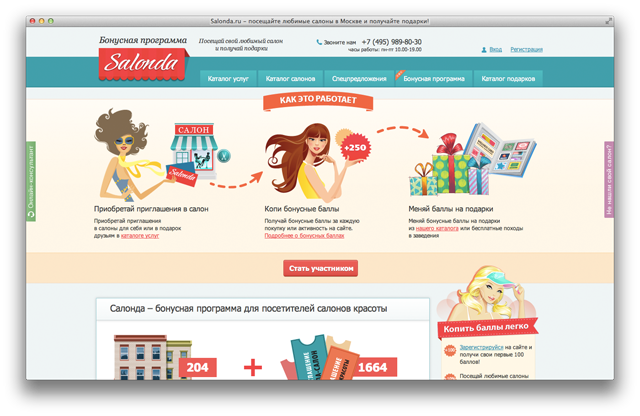 Salonda.ru – посещайте любимые салоны в Москве и получайте подарки!
Бонусная программа
Salonda
Посещай свой любимый салон
и получай подарки
Звоните нам +7 (495) 989-80-30
часы работы: пн-пт 10.00-19.00
Вход
Регистрация
Каталог услуг
Каталог салонов
Спецпредложения
Бонусная программа
Каталог подарков
КАК ЭТО РАБОТАЕТ
САЛОН
Salonda
+250
Онлайн-консультант
Не нашли свой салон?
Приобретай приглашения в салон
Приобретай приглашения
в салоны для себя или в подарок
друзьям в каталоге услуг
Копи бонусные баллы
Получай бонусные баллы за каждую
покупку или активность на сайте.
Подробнее о бонусных баллах
Меняй баллы на подарки
Меняй бонусные баллы на подарки
из нашего каталога или бесплатные походы
в заведения
Стать участником
Салонда – бонусная программа для посетителей салонов красоты
204
+
1664
Копить баллы легко
+100
Зарегистрируйся на сайте и
получи свои первые 100
баллов!
Посещай любимые салоны